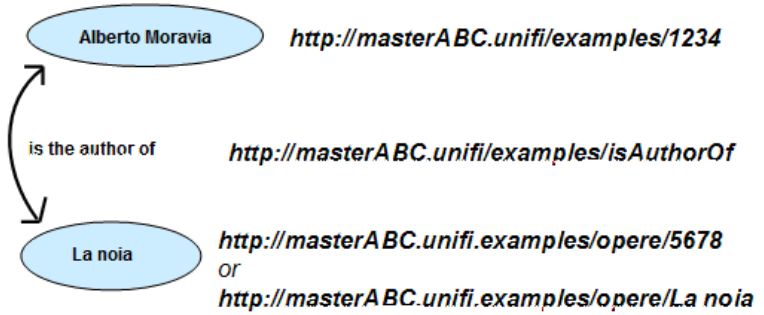 Alberto Moravia
http://masterABC.unifi/examples/1234
is the author of
http://masterABC.unifi/examples/isAuthorOf
La noia
http://masterABC.unifi.examples/opere/5678
or
http://masterABC.unifi.examples/opere/La noia